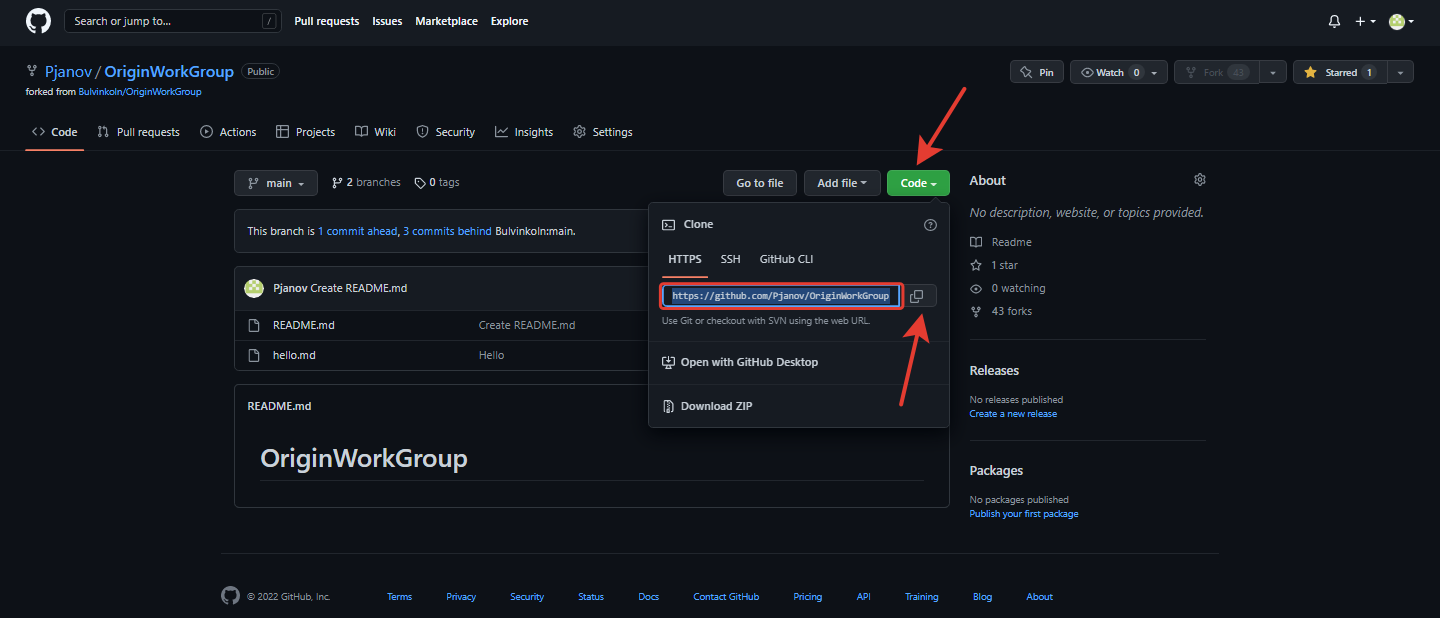 Search or jump to... /
Pull requests Issues Marketplace Explore
Pjanov / OriginWorkGroup Public
forked from Bulvinkoln/OriginWorkGroup
Pin Watch 0 Fork 43 Starred 1
Code Pull requests Actions Projects Wiki Security Insights Settings
main 2 branches 0 tags Go to file Add file Code
This branch is 1 commit ahead, 3 commits behind Bulvinkoln:main.
Pjanov Create README.md
README.md Create README.md
hello.md Hello
README.md
OriginWorkGroup
Clone
HTTPS SSH GitHub CLI
https://github.com/Pjanov/OriginWorkGroup
Use Git or checkout with SVN using the web URL.
Open with GitHub Desktop
Download ZIP
About
No description, website, or topics provided.
Readme
1 star
0 watching
43 forks
Releases
No releases published
Create a new release
Packages
No packages published
Publish your first package
© 2022 GitHub, Inc. Terms Privacy Security Status Docs Contact GitHub Pricing API Training Blog About